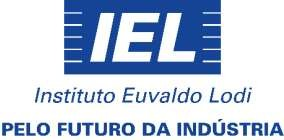 IEL
Instituto Euvaldo Lodi
PELO FUTURO DA INDÚSTRIA